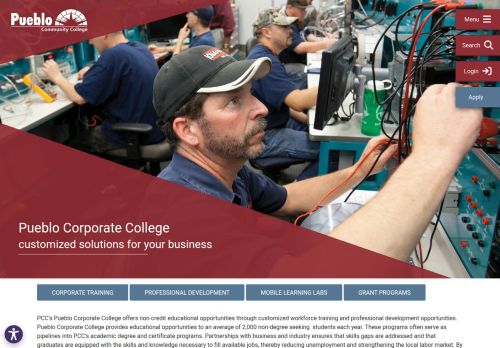 Pueblo
Community College
Menu
Search
Login
Apply
Pueblo Corporate College
customized solutions for your business
CORPORATE TRAINING
PROFESSIONAL DEVELOPMENT
MOBILE LEARNING LABS
GRANT PROGRAMS
PCC's Pueblo Corporate College offers non-credit educational opportunities through customized workforce training and professional development opportunities.
Pueblo Corporate College provides educational opportunities to an average of 2,000 non-degree seeking students each year. These programs often serve as
pipelines into PCC's academic degree and certificate programs. Partnerships with business and industry ensures that skills gaps are addressed and that
graduates are equipped with the skills and knowledge necessary to fill available jobs, thereby reducing unemployment and strengthening the local labor market. By